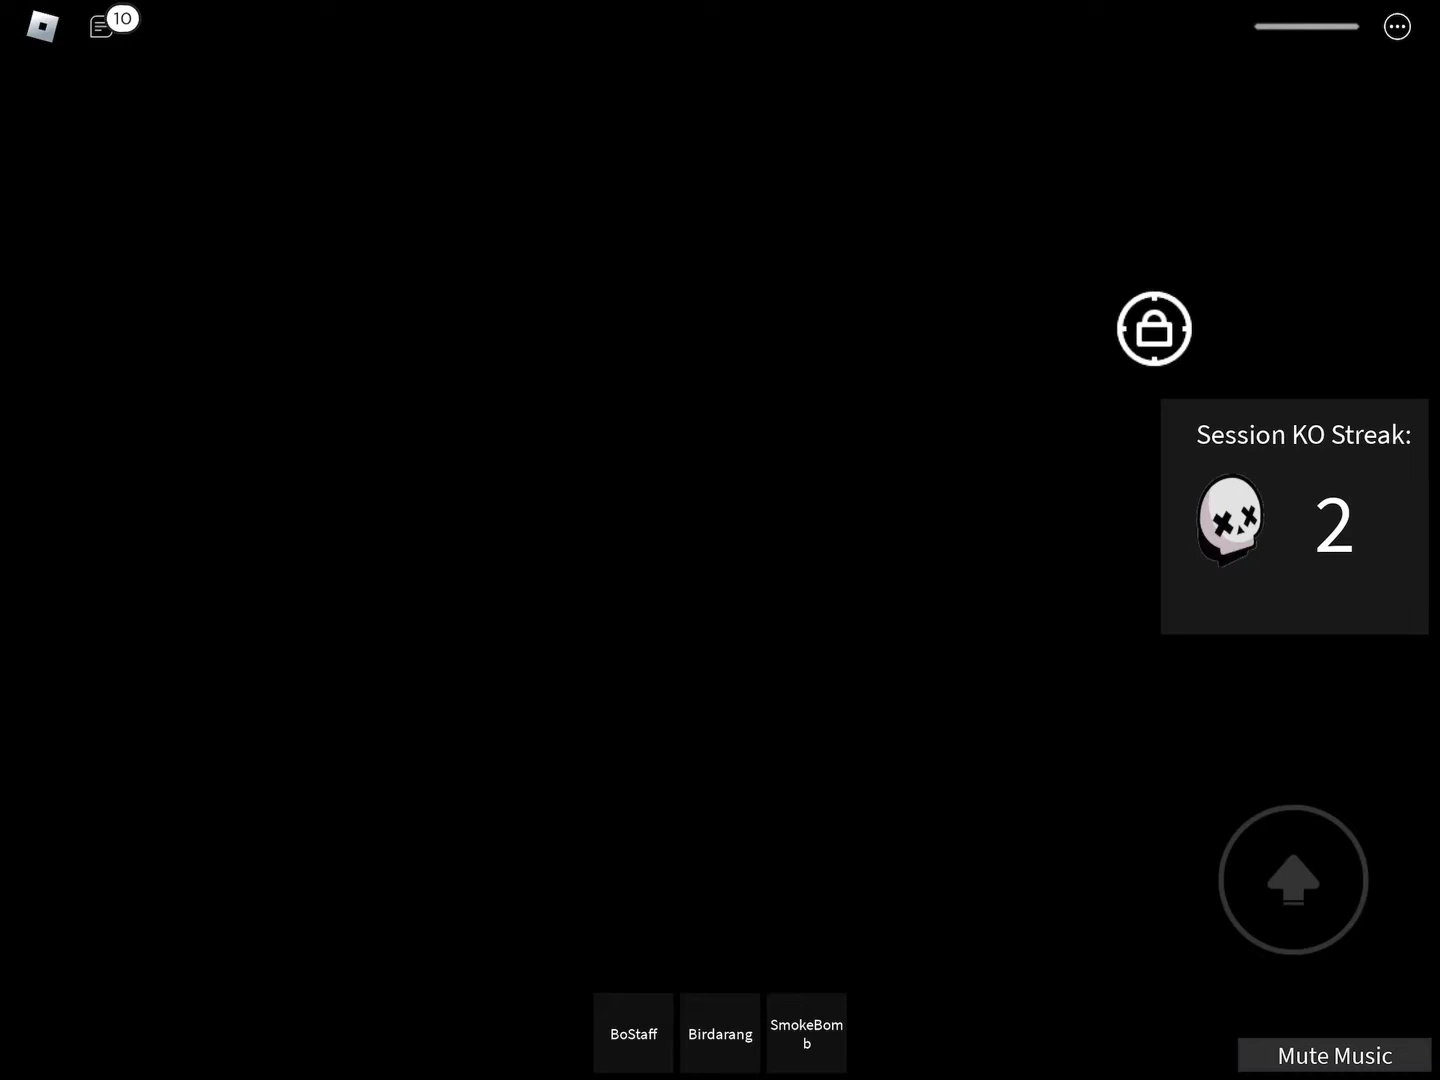 10
Session KO Streak:
2
BoStaff
Birdarang
SmokeBom
b
Mute Music